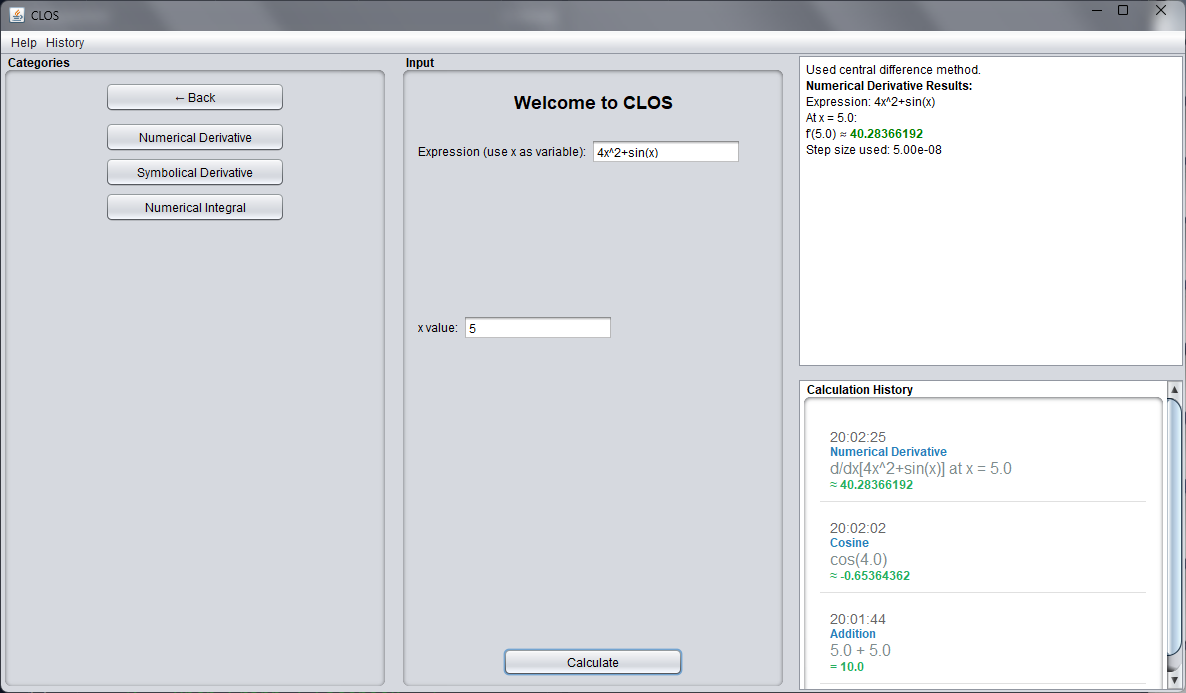 CLOS
Help History
Categories
← Back
Numerical Derivative
Symbolical Derivative
Numerical Integral
Input
Welcome to CLOS
Expression (use x as variable): 4x^2+sin(x)
x value: 5
Calculate
Used central difference method.
Numerical Derivative Results:
Expression: 4x^2+sin(x)
At x = 5.0:
f'(5.0) ≈ 40.28366192
Step size used: 5.00e-08
Calculation History
20:02:25
Numerical Derivative
d/dx[4x^2+sin(x)] at x = 5.0
≈ 40.28366192
20:02:02
Cosine
cos(4.0)
≈ -0.65364362
20:01:44
Addition
5.0 + 5.0
= 10.0